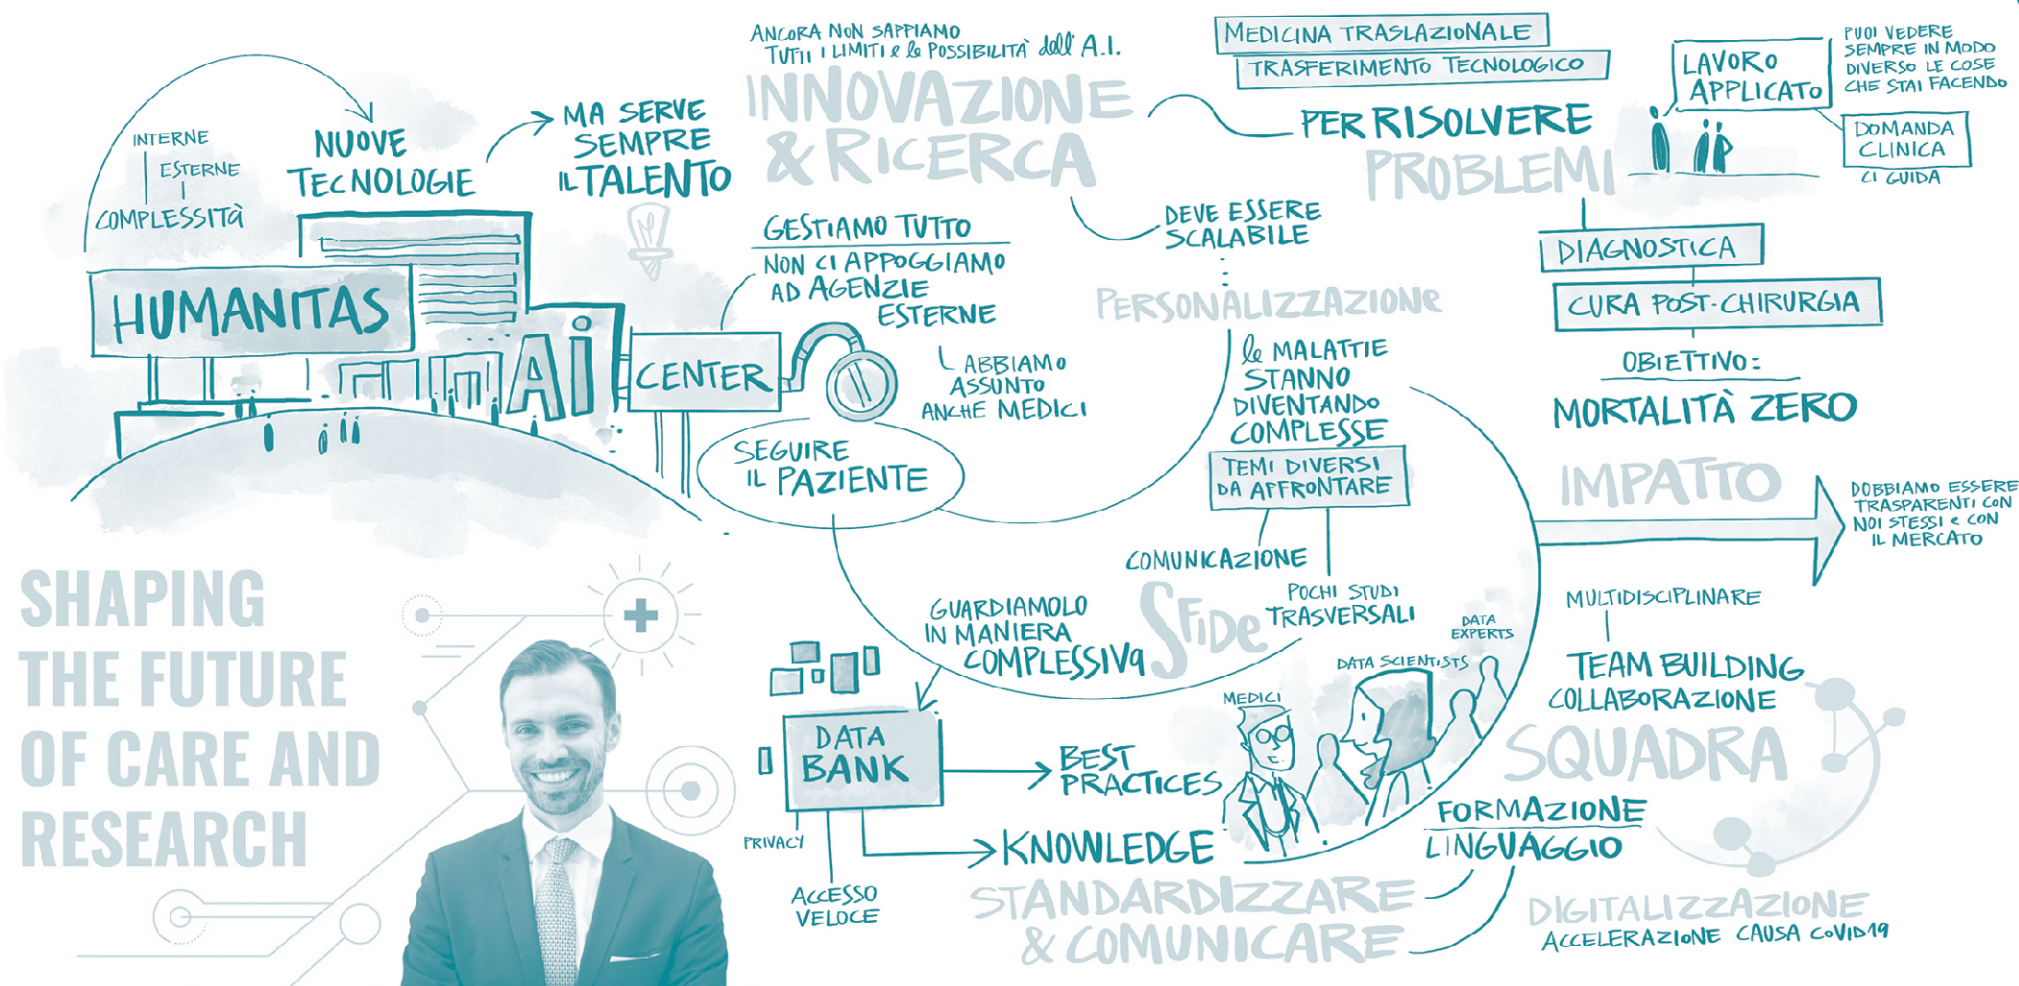 INTERNE
ESTERNE
COMPLESSITà
NUOVE
TECNOLOGIE
MA SERVE
SEMPRE
IL TALENTO
HUMANITAS
Ai
CENTER
ANCORA NON SAPPIAMO
TUTTI I LIMITI e le POSSIBILITÀ dell' A.I.
INNOVAZIONE
& RICERCA
GESTIAMO TUTTO
NON CI APPOGGIAMO
AD AGENZIE
ESTERNE
ABBIAMO
ASSUNTO
ANCHE MEDICI
SEGUIRE
IL PAZIENTE
MEDICINA TRASLAZIONALE
TRASFERIMENTO TECNOLOGICO
PER RISOLVERE
PROBLEMI
LAVORO
APPLICATO
PUOI VEDERE
SEMPRE IN MODO
DIVERSO LE COSE
CHE STAI FACENDO
DOMANDA
CLINICA
CI GUIDA
DEVE ESSERE
SCALABILE
PERSONALIZZAZIONE
DIAGNOSTICA
CURA POST-CHIRURGIA
OBIETTIVO:
MORTALITÀ ZERO
le MALATTIE
STANNO
DIVENTANDO
COMPLESSE
TEMI DIVERSI
DA AFFRONTARE
COMUNICAZIONE
POCHI STUDI
TRASVERSALI
SFIDE
IMPATTO
DOBBIAMO ESSERE
TRASPARENTI CON
NOI STESSI e CON
IL MERCATO
SHAPING
THE FUTURE
OF CARE AND
RESEARCH
GUARDIAMOLO
IN MANIERA
COMPLESSIVa
DATA
BANK
PRIVACY
ACCESSO
VELOCE
BEST
PRACTICES
KNOWLEDGE
MEDICI
DATA SCIENTISTS
DATA
EXPERTS
MULTIDISCIPLINARE
TEAM BUILDING
COLLABORAZIONE
SQUADRA
FORMAZIONE
LINGUAGGIO
STANDARDIZZARE
& COMUNICARE
DIGITALIZZAZIONE
ACCELERAZIONE CAUSA COVID19